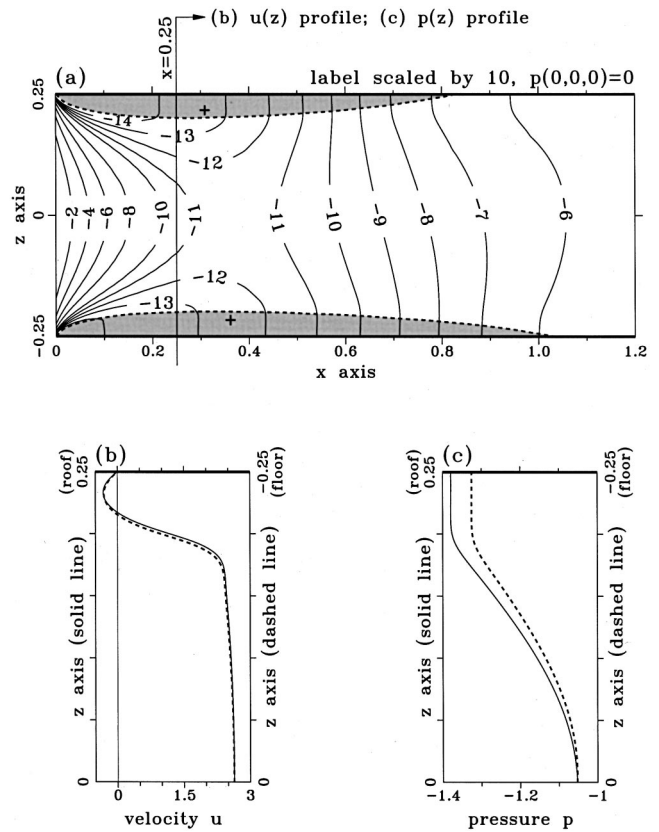 (b) u(z) profile; (c) p(z) profile
x=0.25
(a)
label scaled by 10, p(0,0,0)=0
0.25
0
-0.25
z axis
-14
-13
-12
-2
-4
-6
-8
-10
-11
-11
-10
-9
-8
-7
-6
-12
-13
+
+
0
0.2
0.4
0.6
0.8
1.0
1.2
x axis
(b)
(roof)
0.25
z axis (solid line)
0
-0.25
(floor)
z axis (dashed line)
0
0
1.5
3
velocity u
(c)
(roof)
0.25
z axis (solid line)
0
-0.25
(floor)
z axis (dashed line)
0
-1.4
-1.2
-1
pressure p